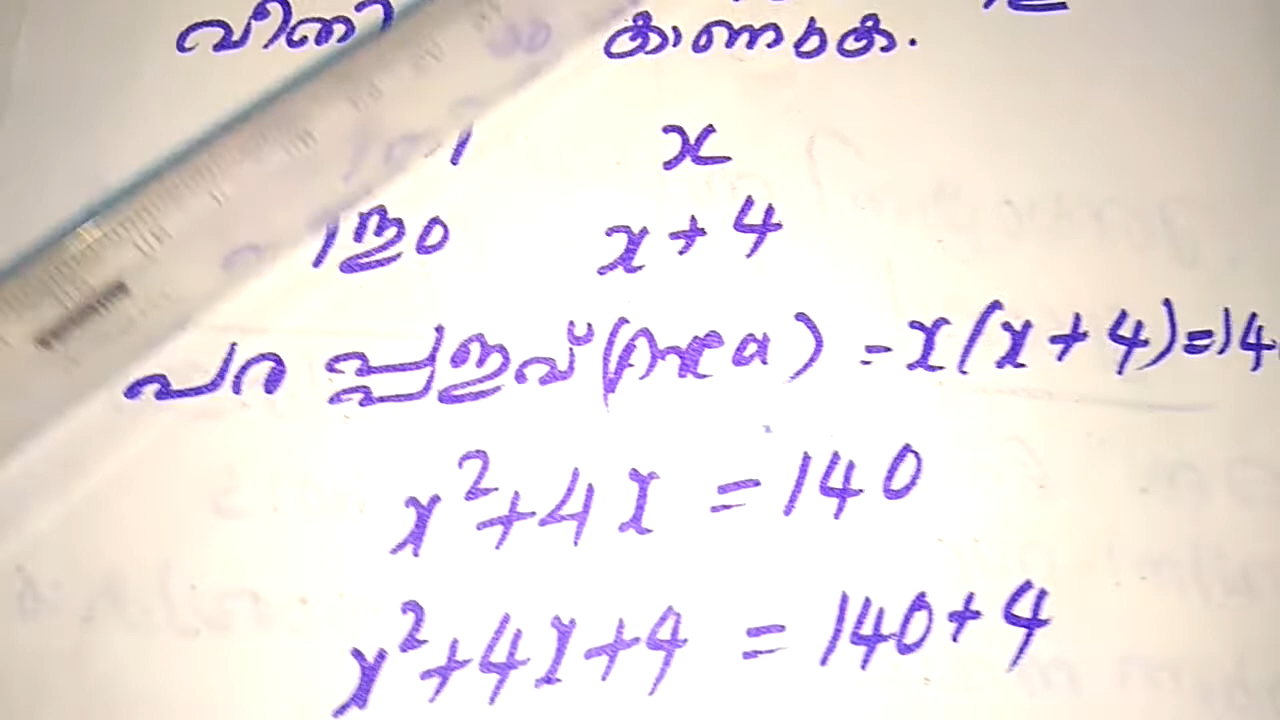 കാണുക.
x
x+4
പരപ്പളവ് (Area) = x(x+4)=14
x²+4x = 140
x²+4x+4 = 140+4